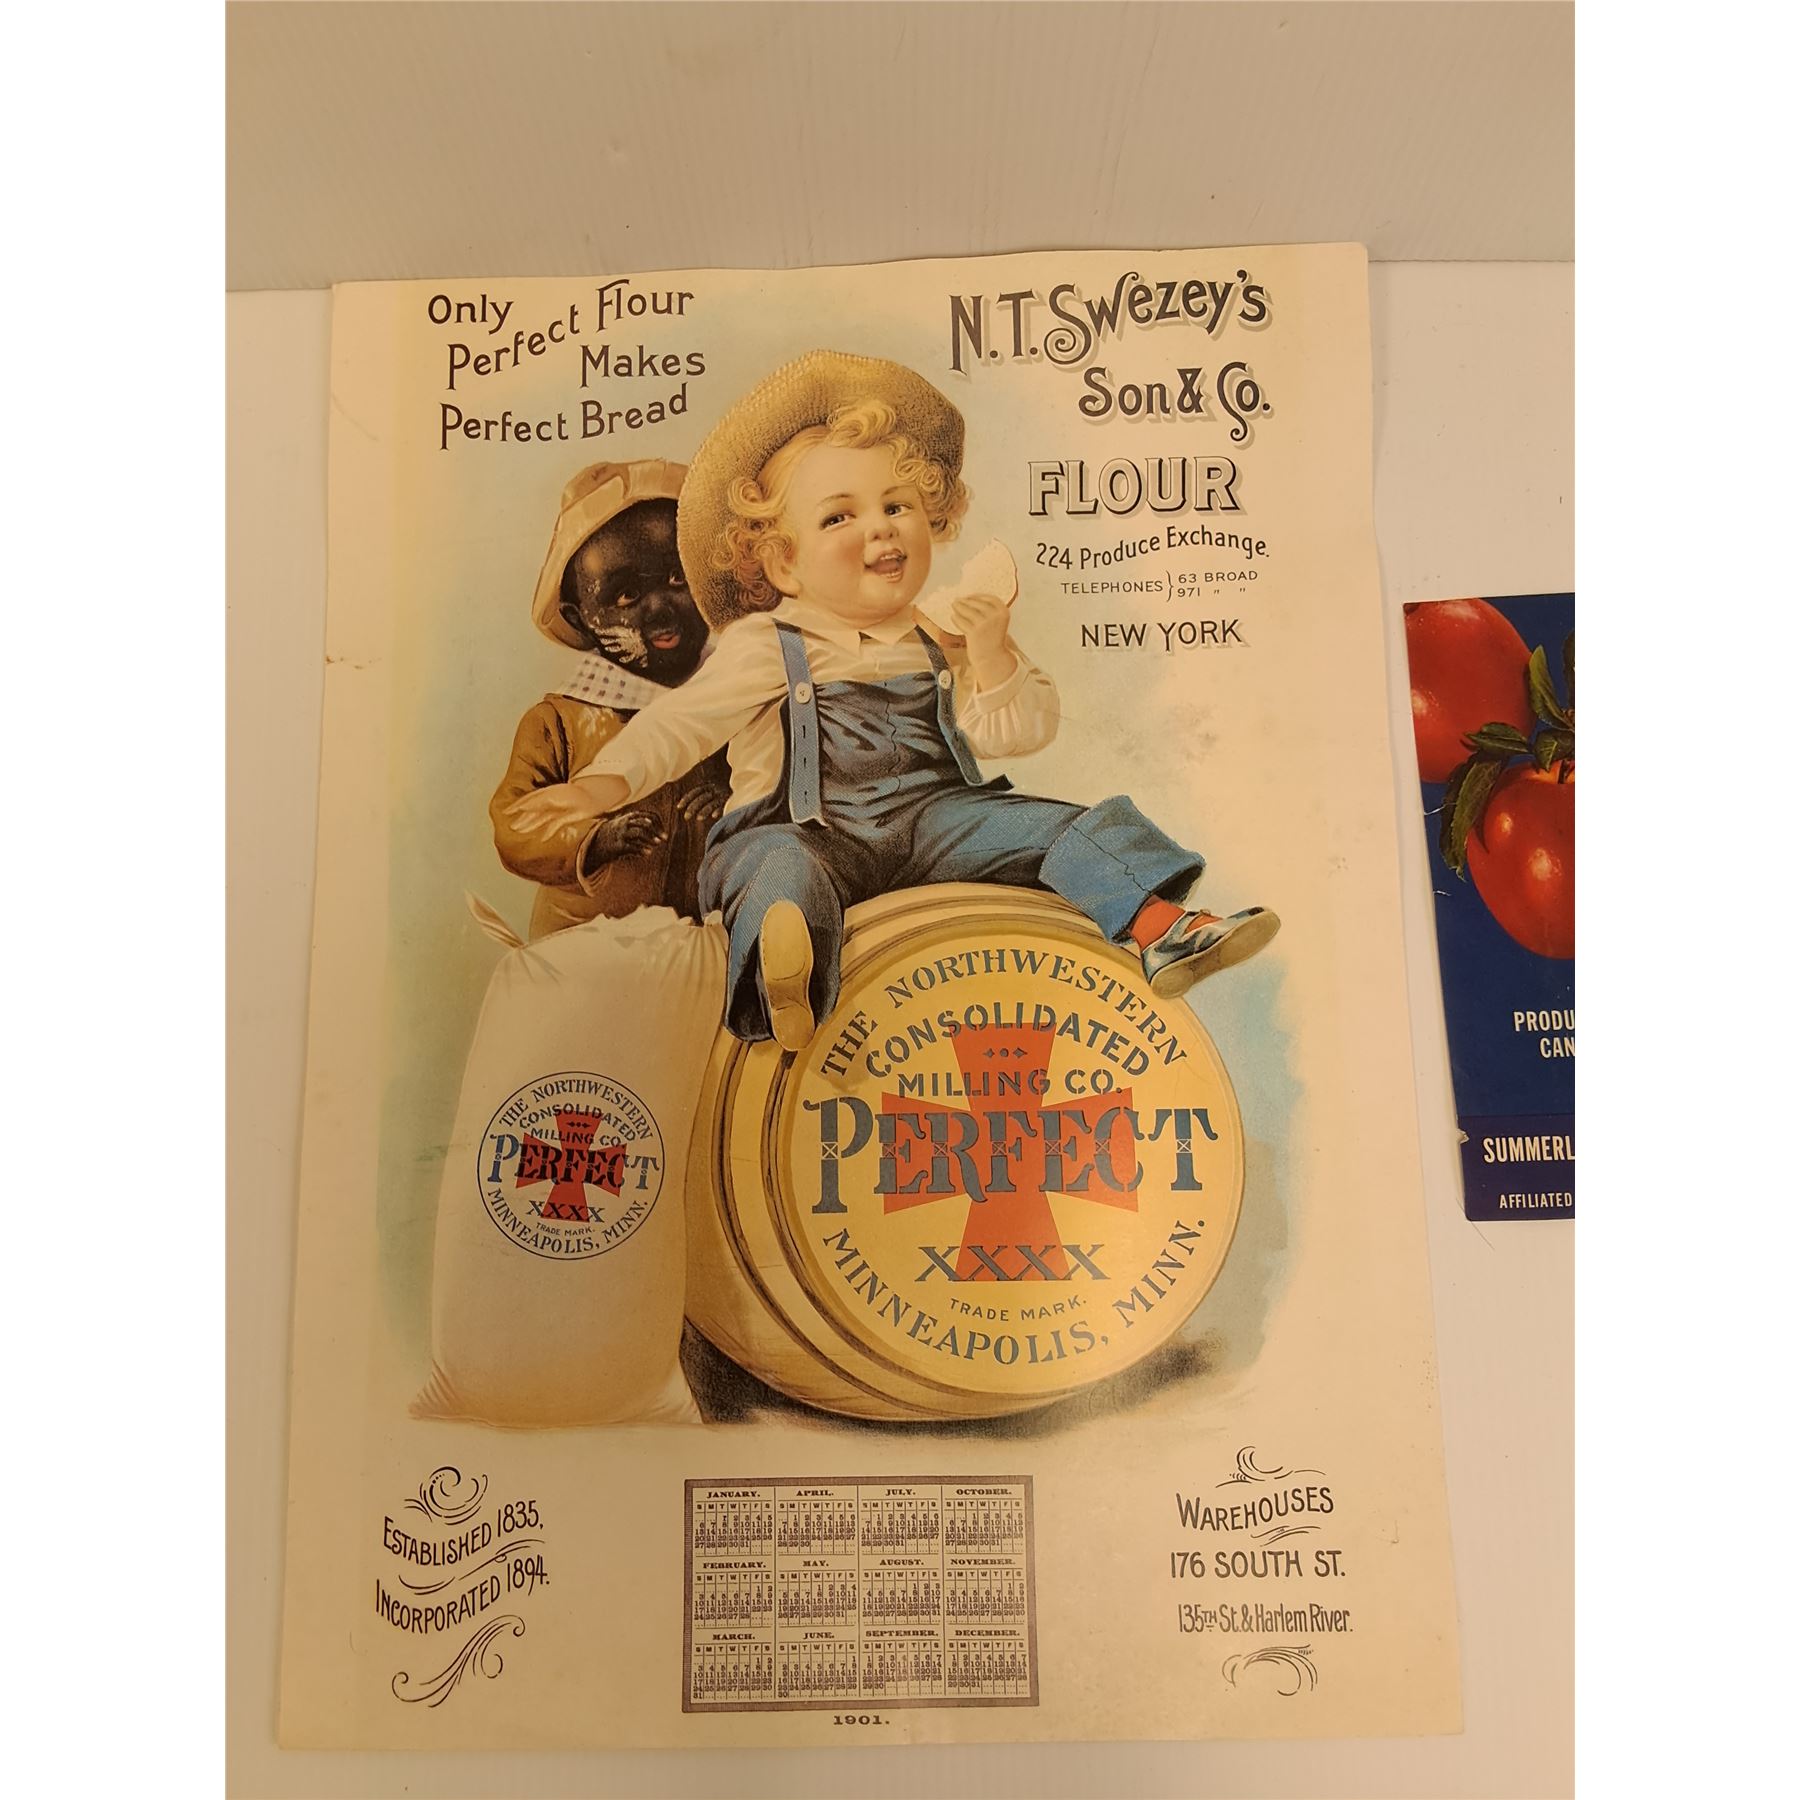 Only
Perfect Flour
Makes
Perfect Bread
N.T. Swezey's
Son & Co.
FLOUR
224 Produce Exchange.
TELEPHONES } 63 BROAD
971 " "
NEW YORK
THE NORTHWESTERN
CONSOLIDATED
MILLING CO.
PERFECT
XXXX
TRADE MARK.
MINNEAPOLIS, MINN.
THE NORTHWESTERN
CONSOLIDATED
MILLING CO.
PERFECT
XXXX
TRADE MARK.
MINNEAPOLIS, MINN.
ESTABLISHED 1835,
INCORPORATED 1894.
JANUARY. APRIL. JULY. OCTOBER.
FEBRUARY. MAY. AUGUST. NOVEMBER.
MARCH. JUNE. SEPTEMBER. DECEMBER.
1901.
WAREHOUSES
176 SOUTH ST.
135TH St. & Harlem River.
PRODU
CAN
SUMMERL
AFFILIATED